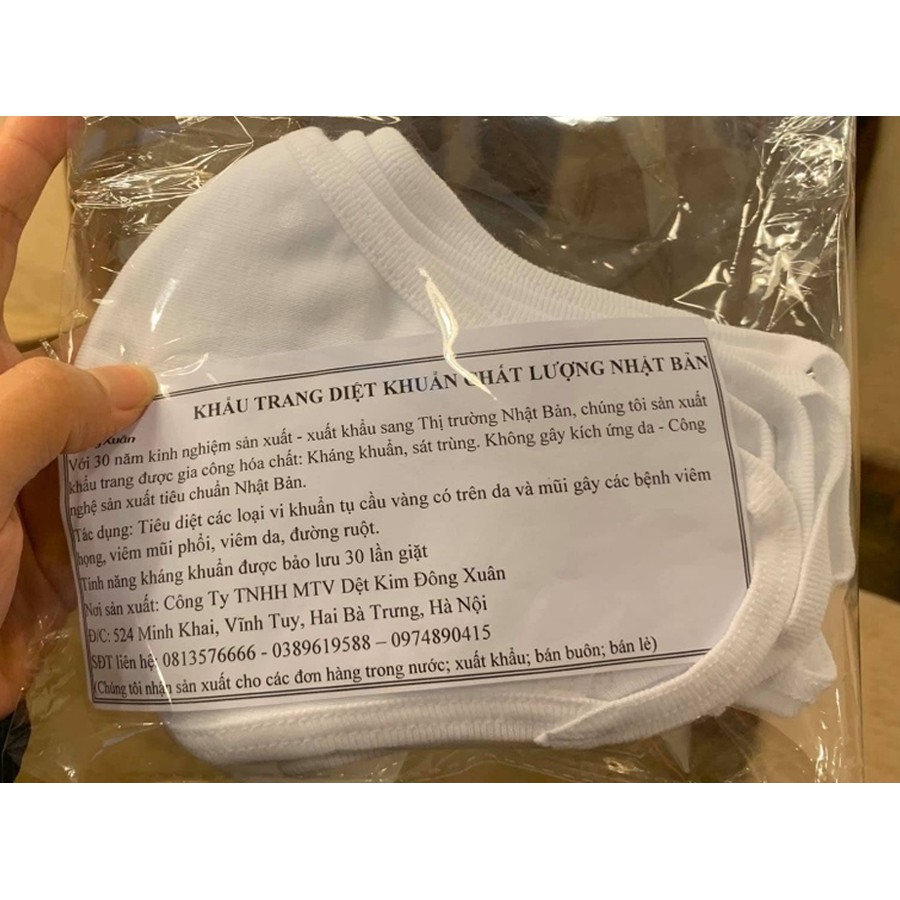 KHẨU TRANG DIỆT KHUẨN CHẤT LƯỢNG NHẬT BẢN
Xuân
Với 30 năm kinh nghiệm sản xuất - xuất khẩu sang Thị trường Nhật Bản, chúng tôi sản xuất
khẩu trang được gia công hóa chất: Kháng khuẩn, sát trùng. Không gây kích ứng da - Công
nghệ sản xuất tiêu chuẩn Nhật Bản.
Tác dụng: Tiêu diệt các loại vi khuẩn tụ cầu vàng có trên da và mũi gây các bệnh viêm
họng, viêm mũi phổi, viêm da, đường ruột.
Tính năng kháng khuẩn được bảo lưu 30 lần giặt
Nơi sản xuất: Công Ty TNHH MTV Dệt Kim Đông Xuân
Đ/C: 524 Minh Khai, Vĩnh Tuy, Hai Bà Trưng, Hà Nội
SĐT liên hệ: 0813576666 - 0389619588 – 0974890415
(Chúng tôi nhận sản xuất cho các đơn hàng trong nước; xuất khẩu; bán buôn; bán lẻ)